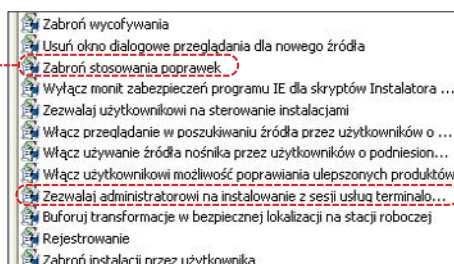 Zabroń wycofywania
Usuń okno dialogowe przeglądania dla nowego źródła
Zabroń stosowania poprawek
Wyłącz monit zabezpieczeń programu IE dla skryptów Instalatora ...
Zezwalaj użytkownikowi na sterowanie instalacjami
Włącz przeglądanie w poszukiwaniu źródła przez użytkowników o ...
Włącz używanie źródła nośnika przez użytkowników o podniesion...
Włącz użytkownikowi możliwość poprawiania ulepszonych produktów
Zezwalaj administratorowi na instalowanie z sesji usług terminalo...
Buforuj transformacje w bezpiecznej lokalizacji na stacji roboczej
Rejestrowanie
Zabroń instalacji przez użytkownika